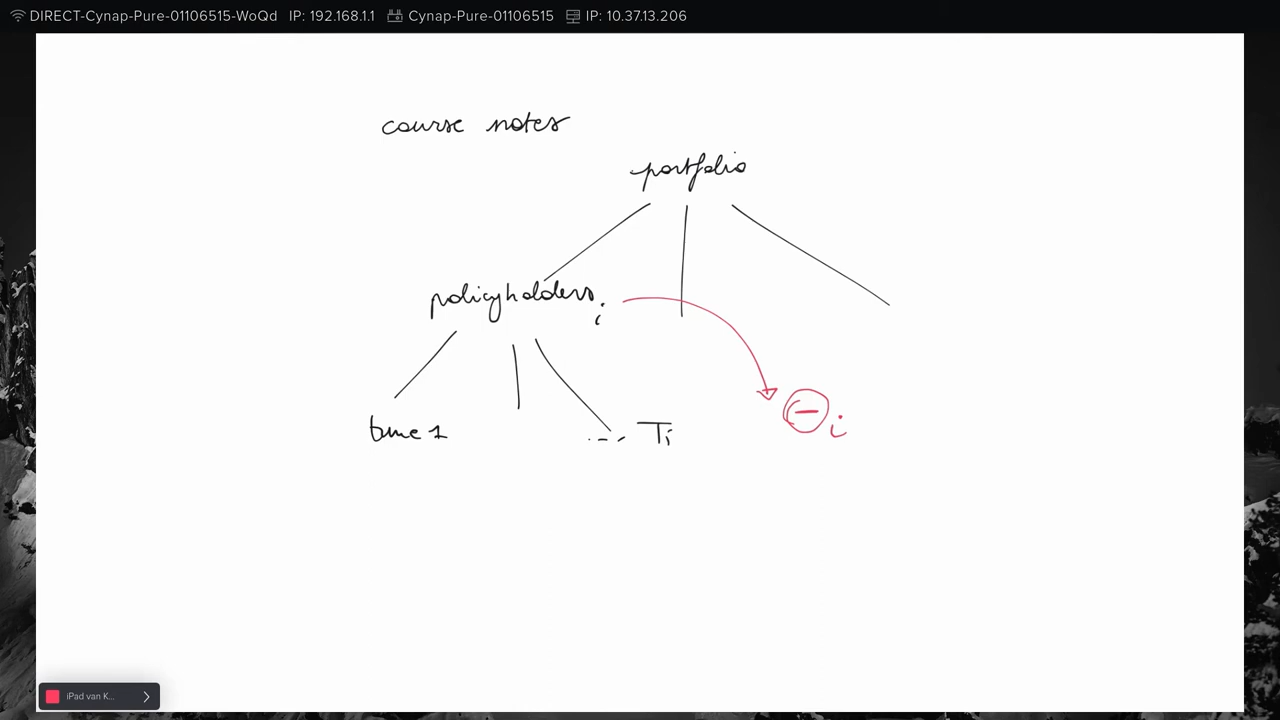 DIRECT-Cynap-Pure-01106515-WoQd IP: 192.168.1.1 Cynap-Pure-01106515 IP: 10.37.13.206
course notes
portfolio
policyholders i
time 1 ... Ti
Θi
iPad van K...